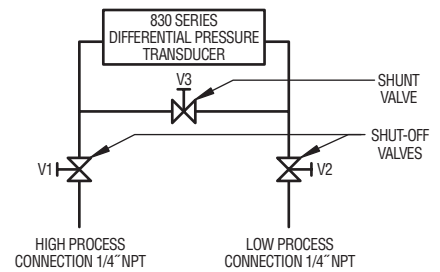 830 SERIES
DIFFERENTIAL PRESSURE
TRANSDUCER
V3
SHUNT
VALVE
SHUT-OFF
VALVES
V1
V2
HIGH PROCESS
CONNECTION 1/4˝ NPT
LOW PROCESS
CONNECTION 1/4˝ NPT